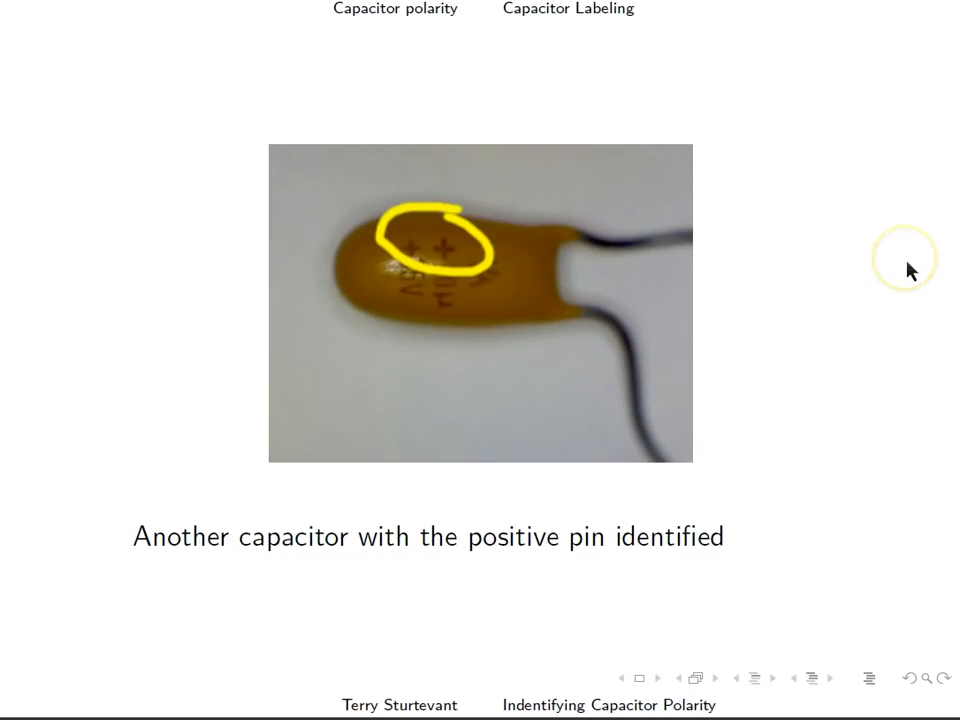 Capacitor polarity Capacitor Labeling
+ +
Another capacitor with the positive pin identified
Terry Sturtevant Indentifying Capacitor Polarity